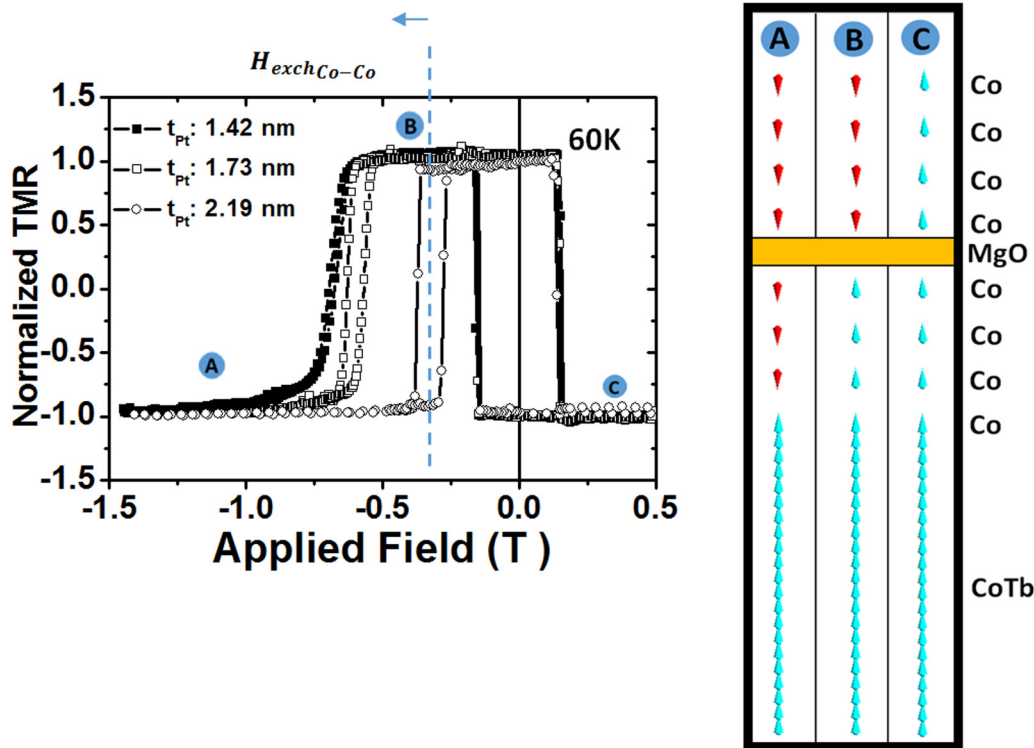 H_exch Co−Co
1.5
1.0
0.5
0.0
-0.5
-1.0
-1.5
Normalized TMR
t_Pt: 1.42 nm
t_Pt: 1.73 nm
t_Pt: 2.19 nm
B
60K
A
C
-1.5 -1.0 -0.5 0.0 0.5
Applied Field (T )
A B C
Co
Co
Co
Co
MgO
Co
Co
Co
Co
CoTb